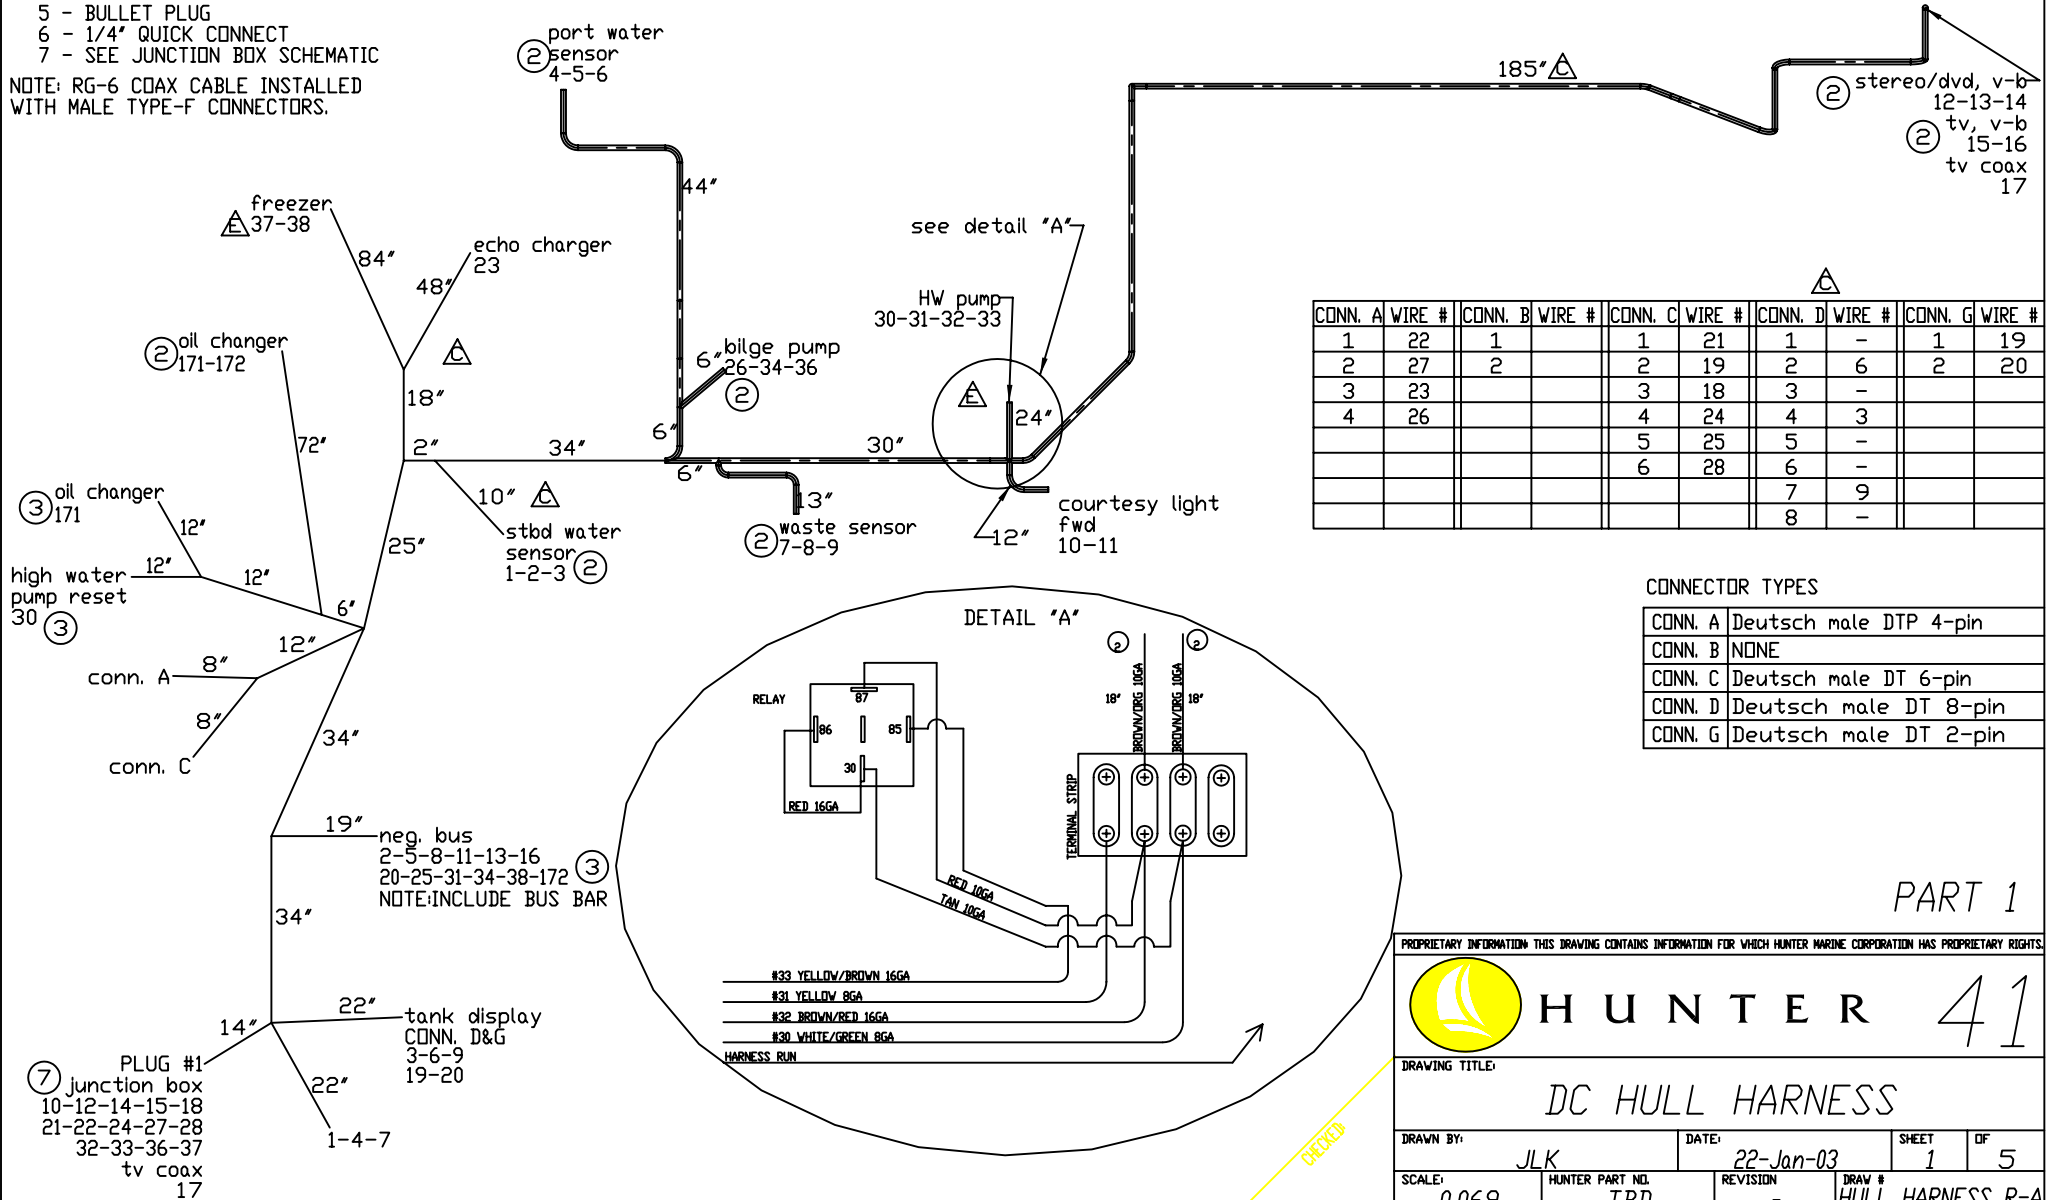 5 - BULLET PLUG
6 - 1/4" QUICK CONNECT
7 - SEE JUNCTION BOX SCHEMATIC
NOTE: RG-6 COAX CABLE INSTALLED
WITH MALE TYPE-F CONNECTORS.
port water
2 sensor
4-5-6
44"
185" C
2 stereo/dvd, v-b
12-13-14
2 tv, v-b
15-16
tv coax
17
freezer
E 37-38
84"
echo charger
23
48"
C
18"
2 oil changer
171-172
72"
see detail "A"
HW pump
30-31-32-33
E
24"
6" bilge pump
26-34-36
2
6"
2"
34"
6"
30"
10" C
stbd water
sensor 2
1-2-3
13"
2 waste sensor
7-8-9
12"
courtesy light
fwd
10-11
3 oil changer
171
12"
high water 12"
pump reset
30 3
12"
6"
25"
12"
conn. A 8"
8"
conn. C
34"
19"
neg. bus
2-5-8-11-13-16
20-25-31-34-38-172 3
NOTE:INCLUDE BUS BAR
34"
22"
tank display
CONN. D&G
3-6-9
19-20
14"
PLUG #1
7 junction box
10-12-14-15-18
21-22-24-27-28
32-33-36-37
tv coax
17
22"
1-4-7
C
CONN. A WIRE # CONN. B WIRE # CONN. C WIRE # CONN. D WIRE # CONN. G WIRE #
1 22 1 1 21 1 - 1 19
2 27 2 2 19 2 6 2 20
3 23 3 18 3 -
4 26 4 24 4 3
5 25 5 -
6 28 6 -
7 9
8 -
CONNECTOR TYPES
CONN. A Deutsch male DTP 4-pin
CONN. B NONE
CONN. C Deutsch male DT 6-pin
CONN. D Deutsch male DT 8-pin
CONN. G Deutsch male DT 2-pin
DETAIL "A"
2 2
RELAY
87
86 85
30
RED 16GA
18" BROWN/ORG 10GA BROWN/ORG 10GA 18"
TERMINAL STRIP
RED 10GA
TAN 10GA
#33 YELLOW/BROWN 16GA
#31 YELLOW 8GA
#32 BROWN/RED 16GA
#30 WHITE/GREEN 8GA
HARNESS RUN
CHECKED:
PART 1
PROPRIETARY INFORMATION: THIS DRAWING CONTAINS INFORMATION FOR WHICH HUNTER MARINE CORPORATION HAS PROPRIETARY RIGHTS.
HUNTER 41
DRAWING TITLE:
DC HULL HARNESS
DRAWN BY: DATE: SHEET OF
JLK 22-Jan-03 1 5
SCALE: HUNTER PART NO. REVISION DRAW #
0.069 TBD - HULL HARNESS R-A